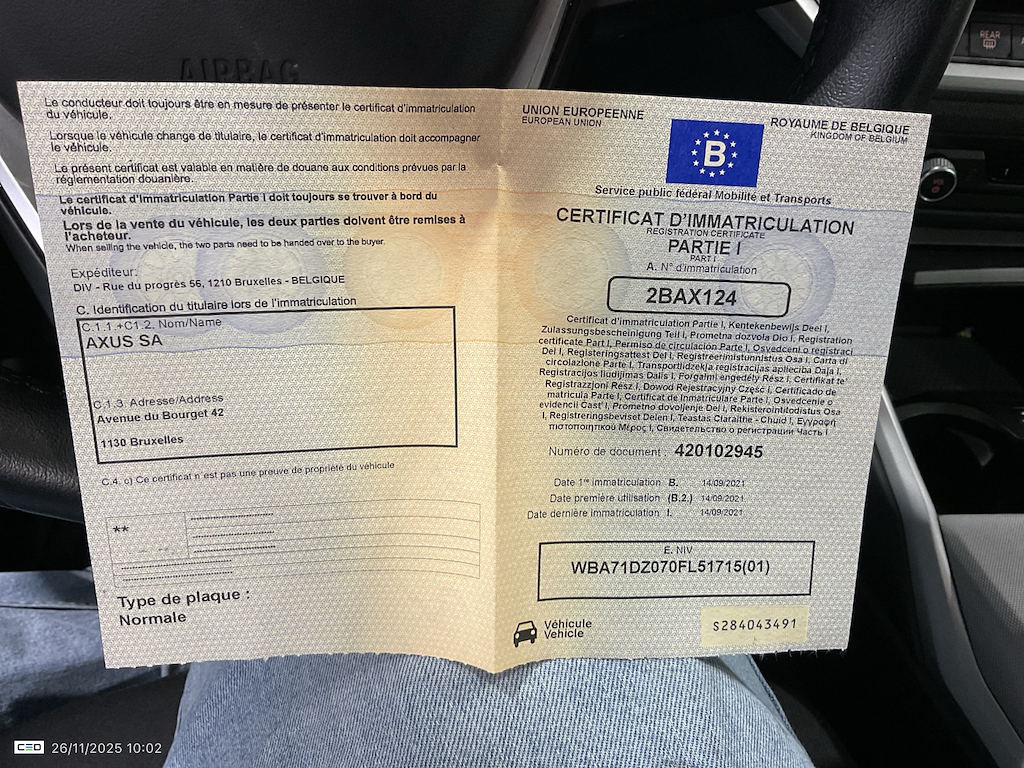 AIRBAG
REAR
Le conducteur doit toujours être en mesure de présenter le certificat d'immatriculation
du véhicule.
Lorsque le véhicule change de titulaire, le certificat d'immatriculation doit accompagner
le véhicule.
Le présent certificat est valable en matière de douane aux conditions prévues par la
réglementation douanière.
Le certificat d'Immatriculation Partie I doit toujours se trouver à bord du
véhicule.
Lors de la vente du véhicule, les deux parties doivent être remises à
l'acheteur.
When selling the vehicle, the two parts need to be handed over to the buyer.
Expéditeur:
DIV - Rue du progrès 56, 1210 Bruxelles - BELGIQUE
C. Identification du titulaire lors de l'immatriculation
C.1.1.+C1.2. Nom/Name
AXUS SA
C.1.3. Adresse/Address
Avenue du Bourget 42
1130 Bruxelles
C.4. c) Ce certificat n'est pas une preuve de propriété du véhicule
**
Type de plaque :
Normale
UNION EUROPEENNE
EUROPEAN UNION
B
ROYAUME DE BELGIQUE
KINGDOM OF BELGIUM
Service public fédéral Mobilité et Transports
CERTIFICAT D'IMMATRICULATION
REGISTRATION CERTIFICATE
PARTIE I
PART I
A. N° d'immatriculation
2BAX124
Certificat d'immatriculation Partie I, Kentekenbewijs Deel I,
Zulassungsbescheinigung Teil I, Prometna dozvola Dio I, Registration
certificate Part I, Permiso de circulacion Parte I, Osvedceni o registraci
Del I, Registeringsattest Del I, Registreerimistunnistus Osa I, Carta di
circolazione Parte I, Transportlidzekja registracijas aplieciba Daja I,
Registracijos liudijimas Dalis I, Forgalmi engedély Rész I, Certifikat ta'
Registrazzjoni Rész I, Dowod Rejestracyjny Część I, Certificado de
matricula Parte I, Certificat de Inmatriculare Partie I, Osvedcenie o
evidencii Cast' I, Prometno dovoljenje Del I, Rekisterointitodistus Osa
I, Registreringsbeviset Delen I, Teastas Claraithe - Chuid I, Εγγραφή
πιστοποιητικού Μέρος I, Свидетельство о регистрации Часть I
Numéro de document : 420102945
Date 1re immatriculation B. 14/09/2021
Date première utilisation (B.2.) 14/09/2021
Date dernière immatriculation I. 14/09/2021
E. NIV
WBA71DZ070FL51715(01)
Véhicule
Vehicle
S284043491
CEO 26/11/2025 10:02